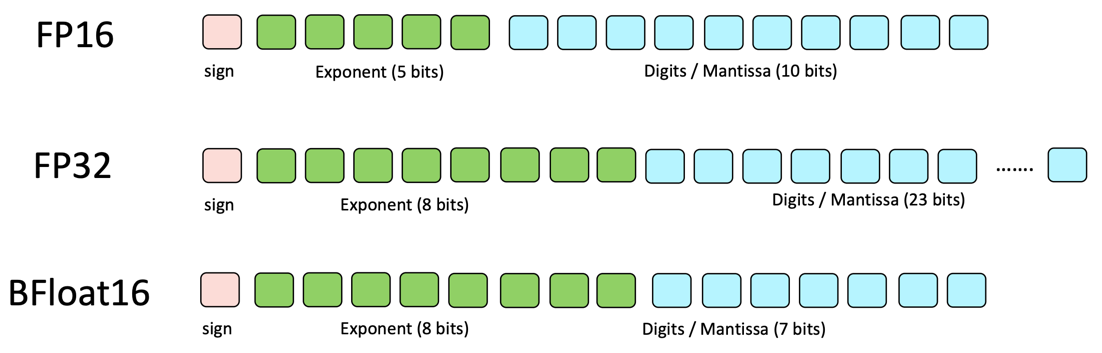 FP16
sign
Exponent (5 bits)
Digits / Mantissa (10 bits)
FP32
.......
sign
Exponent (8 bits)
Digits / Mantissa (23 bits)
BFloat16
sign
Exponent (8 bits)
Digits / Mantissa (7 bits)